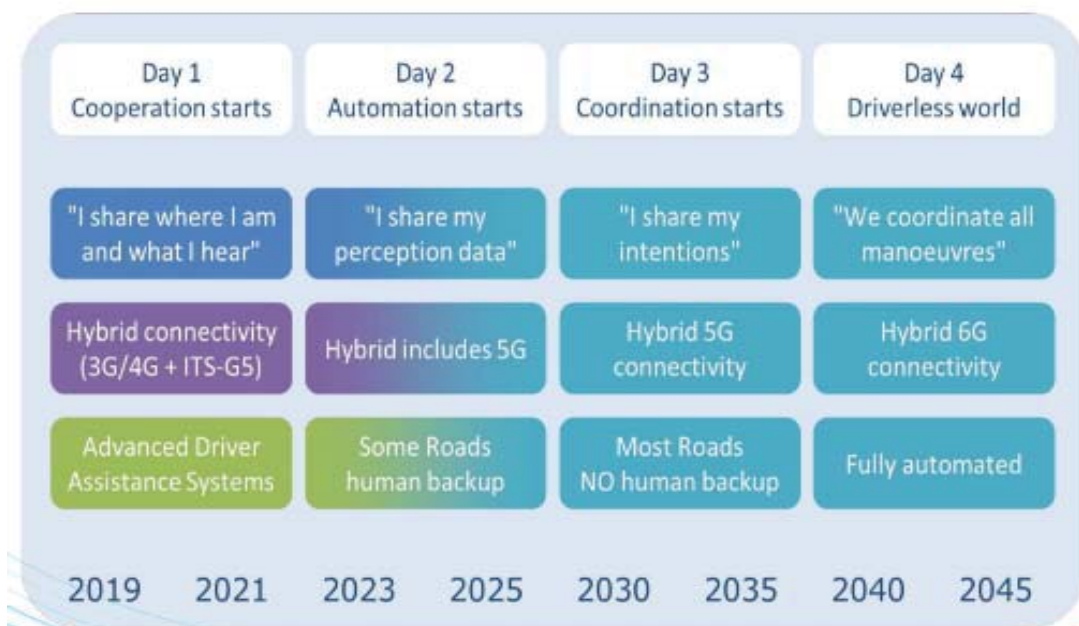 Day 1
Cooperation starts
Day 2
Automation starts
Day 3
Coordination starts
Day 4
Driverless world
"I share where I am
and what I hear"
"I share my
perception data"
"I share my
intentions"
"We coordinate all
manoeuvres"
Hybrid connectivity
(3G/4G + ITS-G5)
Hybrid includes 5G
Hybrid 5G
connectivity
Hybrid 6G
connectivity
Advanced Driver
Assistance Systems
Some Roads
human backup
Most Roads
NO human backup
Fully automated
2019 2021 2023 2025 2030 2035 2040 2045